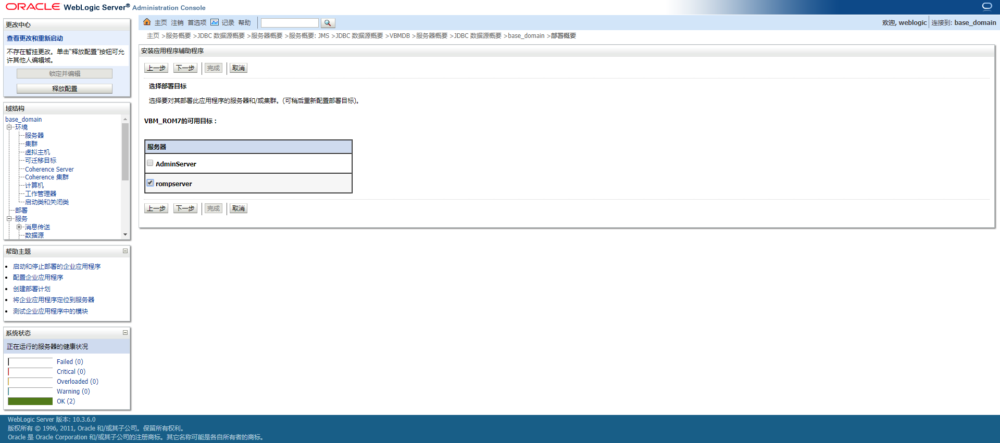 ORACLE WebLogic Server® Administration Console
更改中心
查看更改和重新启动
不存在暂挂更改。单击“释放配置”按钮可允
许其他人编辑域。
锁定并编辑
释放配置
域结构
base_domain
环境
服务器
集群
虚拟主机
可迁移目标
Coherence Server
Coherence 集群
计算机
工作管理器
启动类和关闭类
部署
服务
消息传送
数据源
帮助主题
启动和停止部署的企业应用程序
配置企业应用程序
创建部署计划
将企业应用程序定位到服务器
测试企业应用程序中的模块
系统状态
正在运行的服务器的健康状况
Failed (0)
Critical (0)
Overloaded (0)
Warning (0)
OK (2)
主页 注销 首选项 记录 帮助
欢迎, weblogic 连接到: base_domain
主页 >服务概要 >JDBC 数据源概要 >服务器概要 >服务概要: JMS >JDBC 数据源概要 >VBMDB >服务器概要 >JDBC 数据源概要 >base_domain >部署概要
安装应用程序辅助程序
上一步 下一步 完成 取消
选择部署目标
选择要对其部署此应用程序的服务器和/或集群。(可稍后重新配置部署目标)。
VBM_ROM7的可用目标：
服务器
AdminServer
rompserver
上一步 下一步 完成 取消
WebLogic Server 版本: 10.3.6.0
版权所有 © 1996, 2011, Oracle 和/或其子公司。保留所有权利。
Oracle 是 Oracle Corporation 和/或其子公司的注册商标。其它名称可能是各自所有者的商标。